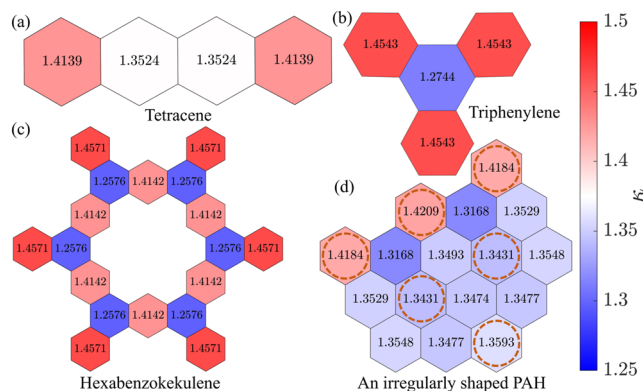 (a)
1.4139 1.3524 1.3524 1.4139
Tetracene
(b)
1.4543 1.4543
1.2744
Triphenylene
1.4543
(c)
1.4571 1.4571
1.2576 1.4142 1.2576
1.4142 1.4142
1.4571 1.2576 1.2576 1.4571
1.4142 1.4142
1.2576 1.4142 1.2576
1.4571 1.4571
Hexabenzokekulene
(d)
1.4184
1.4209 1.3168 1.3529
1.4184 1.3168 1.3493 1.3431 1.3548
1.3529 1.3431 1.3474 1.3477
1.3548 1.3477 1.3593
An irregularly shaped PAH
1.5
1.45
1.4
1.35
1.3
1.25